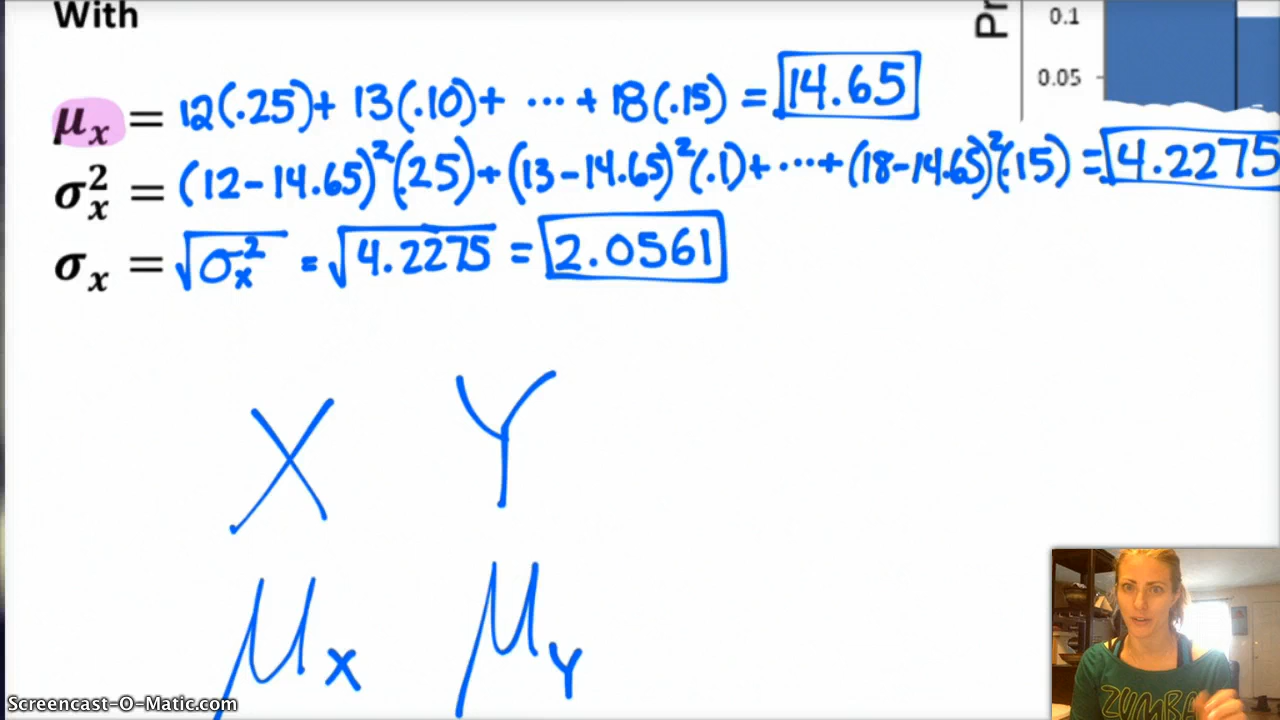 With
μx = 12(.25)+ 13(.10)+ ... + 18(.15) = 14.65
σ²x = (12-14.65)²(.25)+(13-14.65)²(.1)+...+(18-14.65)²(.15) = 4.2275
σx = √σx² = √4.2275 = 2.0561
Pr
0.1
0.05
X Y
μX μY
ZUMBA
Screencast-O-Matic.com